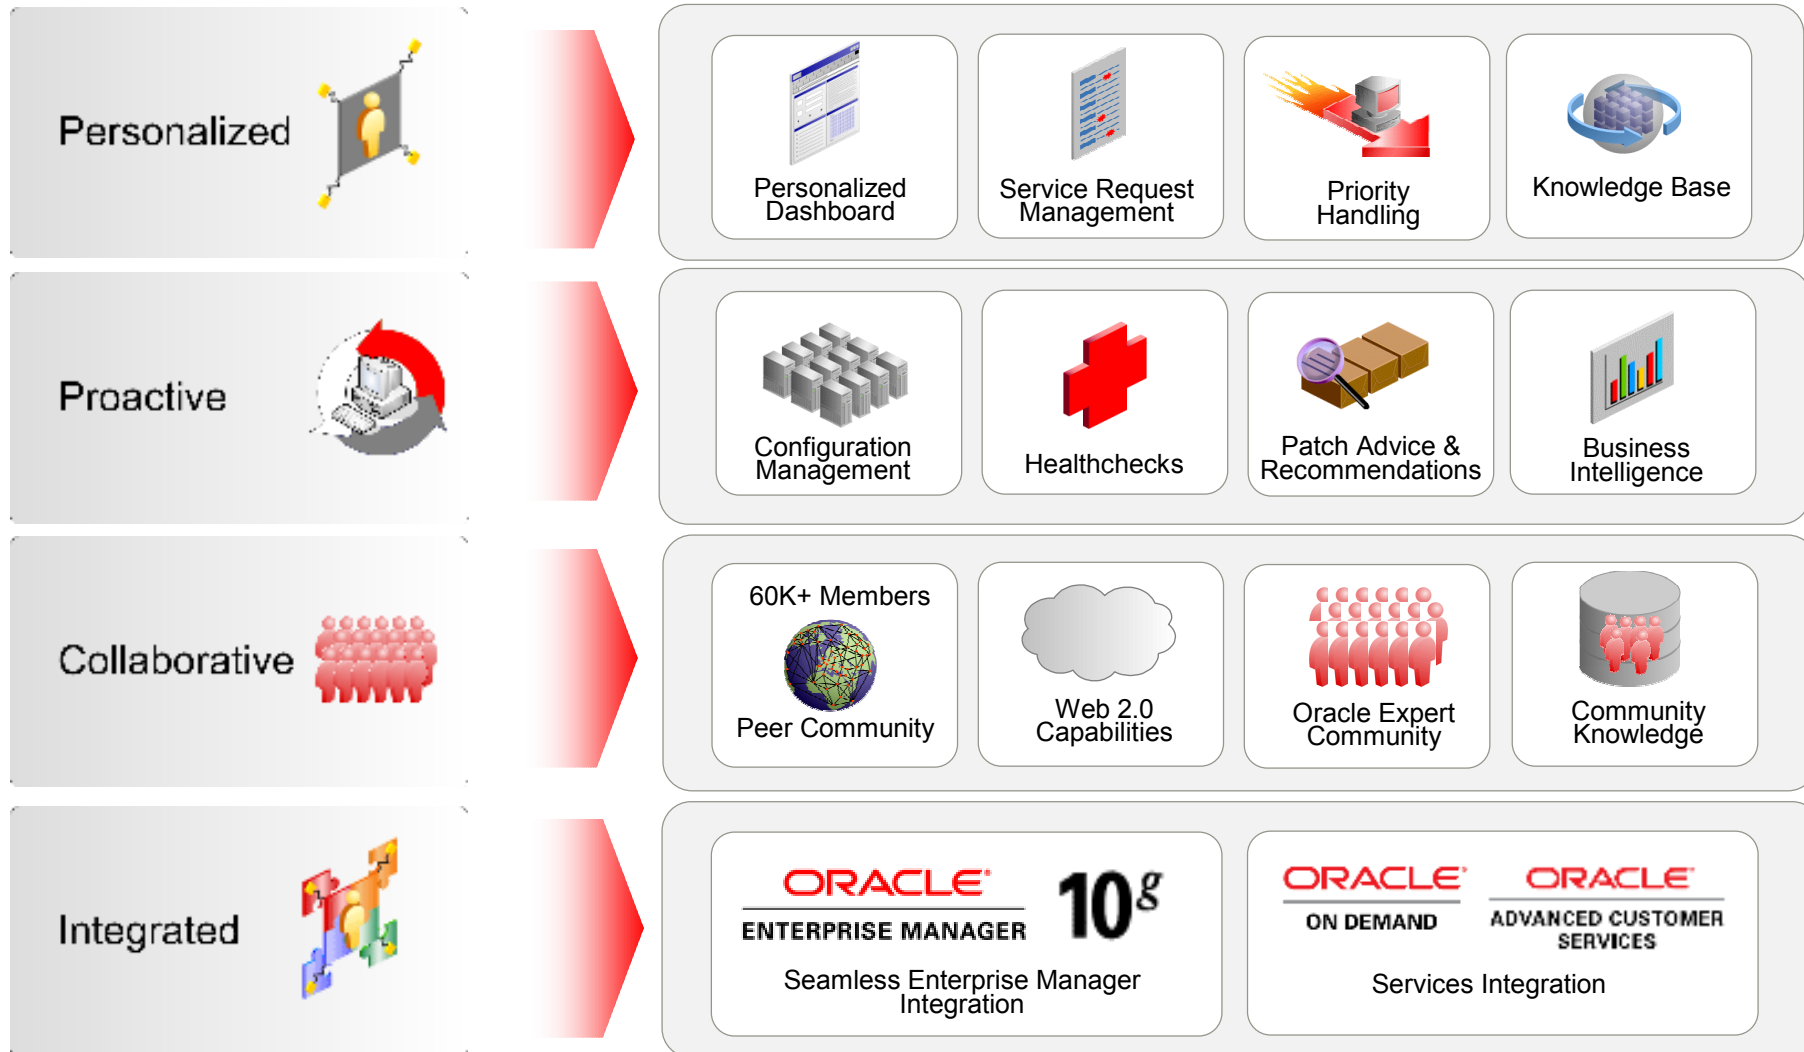 Personalized
Personalized
Dashboard
Service Request
Management
Priority
Handling
Knowledge Base
Proactive
Configuration
Management
Healthchecks
Patch Advice &
Recommendations
Business
Intelligence
Collaborative
60K+ Members
Peer Community
Web 2.0
Capabilities
Oracle Expert
Community
Community
Knowledge
Integrated
ORACLE
ENTERPRISE MANAGER
10g
Seamless Enterprise Manager
Integration
ORACLE
ON DEMAND
ORACLE
ADVANCED CUSTOMER
SERVICES
Services Integration